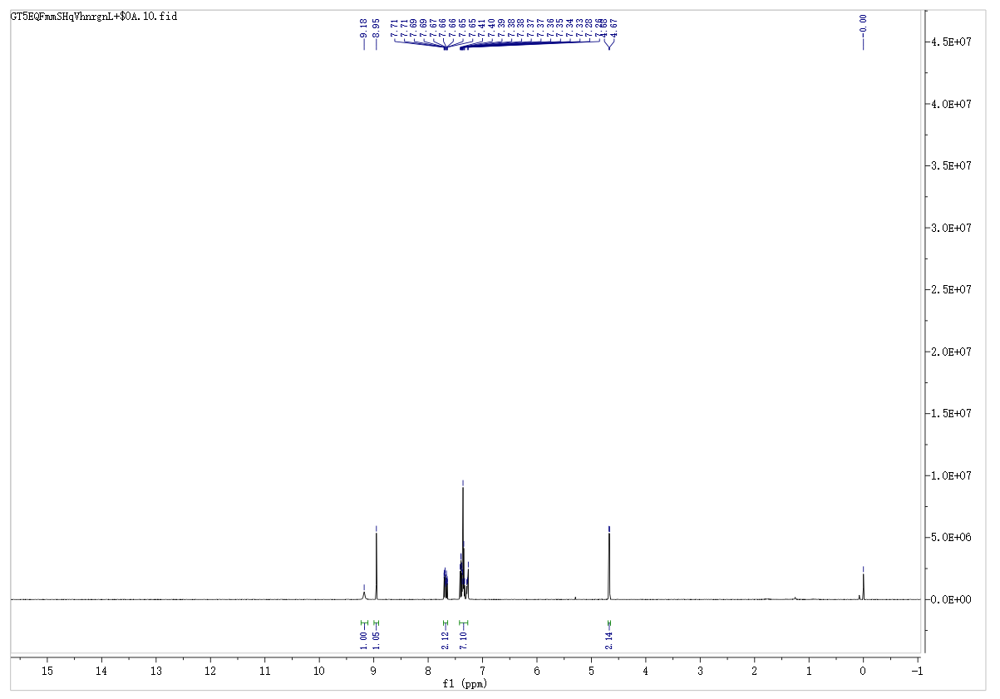 GT5EQFmmSHqVhnrgnL+$OA.10.fid
9.18
8.95
7.71
7.71
7.69
7.69
7.67
7.66
7.66
7.65
7.65
7.41
7.40
7.39
7.38
7.38
7.37
7.37
7.36
7.35
7.34
7.33
7.28
7.26
4.68
4.67
-0.00
4.5E+07
4.0E+07
3.5E+07
3.0E+07
2.5E+07
2.0E+07
1.5E+07
1.0E+07
5.0E+06
0.0E+00
1.00
1.05
2.12
7.10
2.14
15 14 13 12 11 10 9 8 7 6 5 4 3 2 1 0 -1
f1 (ppm)